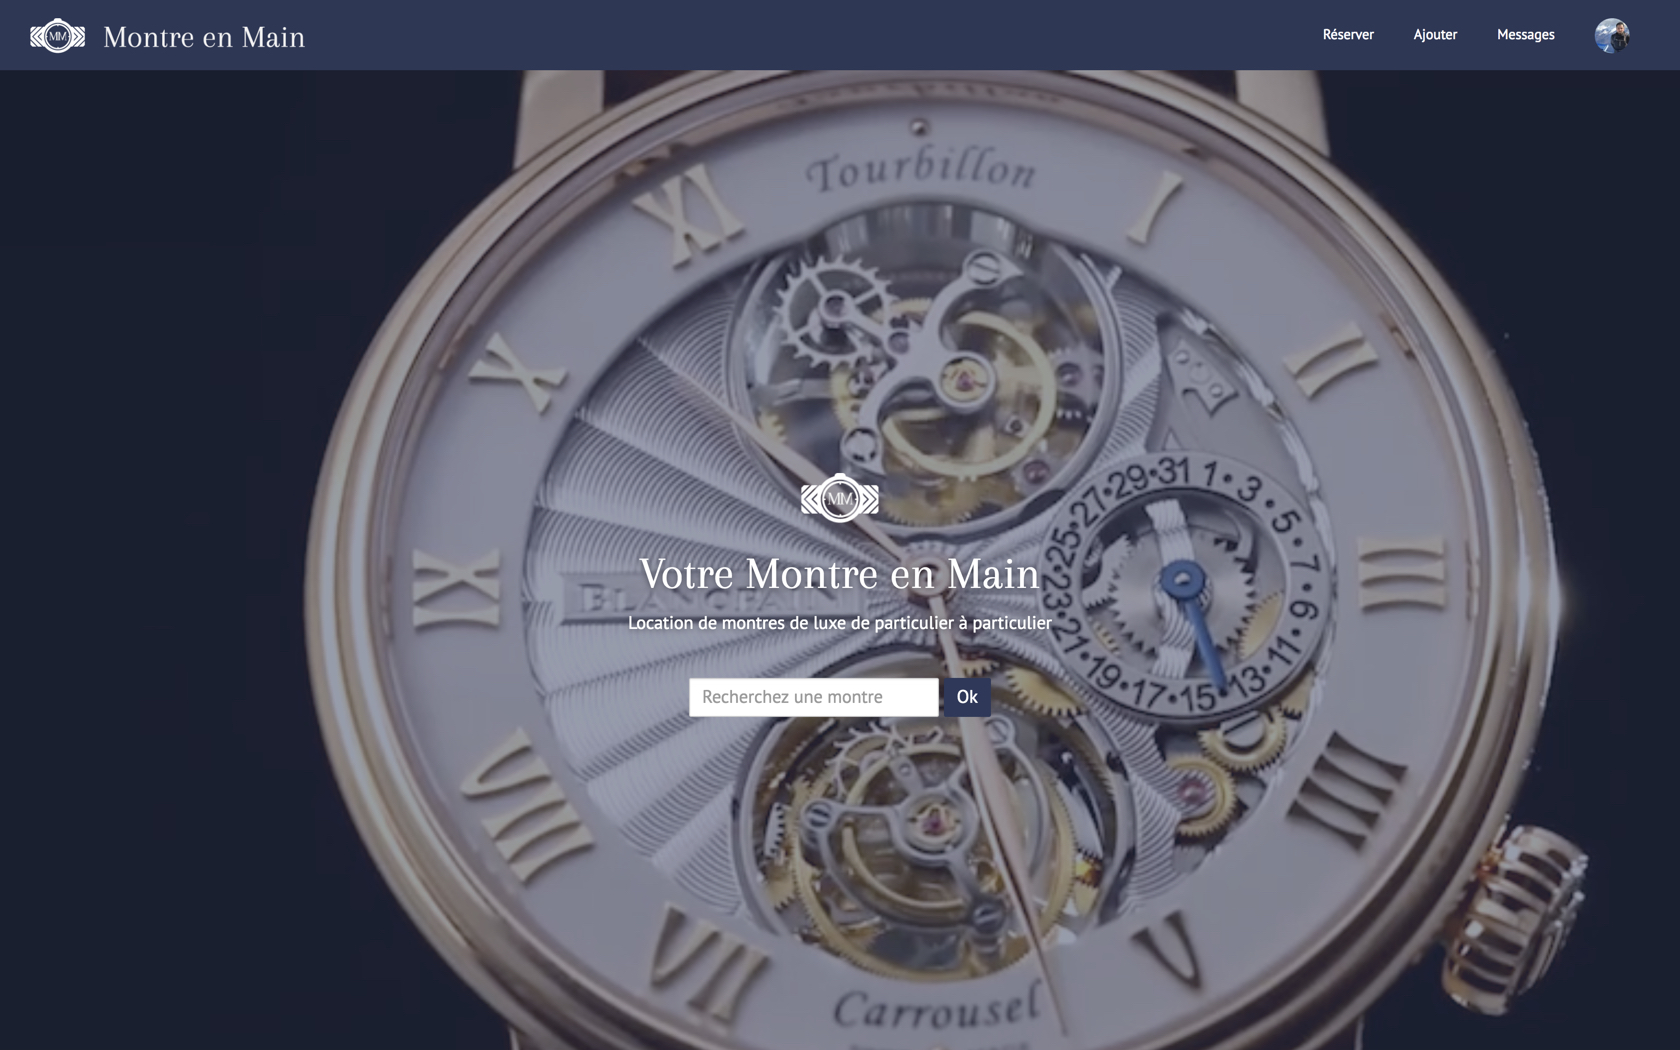 MM Montre en Main
Réserver Ajouter Messages
Tourbillon
XI I
X II
29·31 1·3·5·7·9·11·13·15·17·19·21·23·25·27
MM
Votre Montre en Main
IX III
BLANCPAIN
Location de montres de luxe de particulier à particulier
Recherchez une montre Ok
VIII IIII
VII V
Carrousel